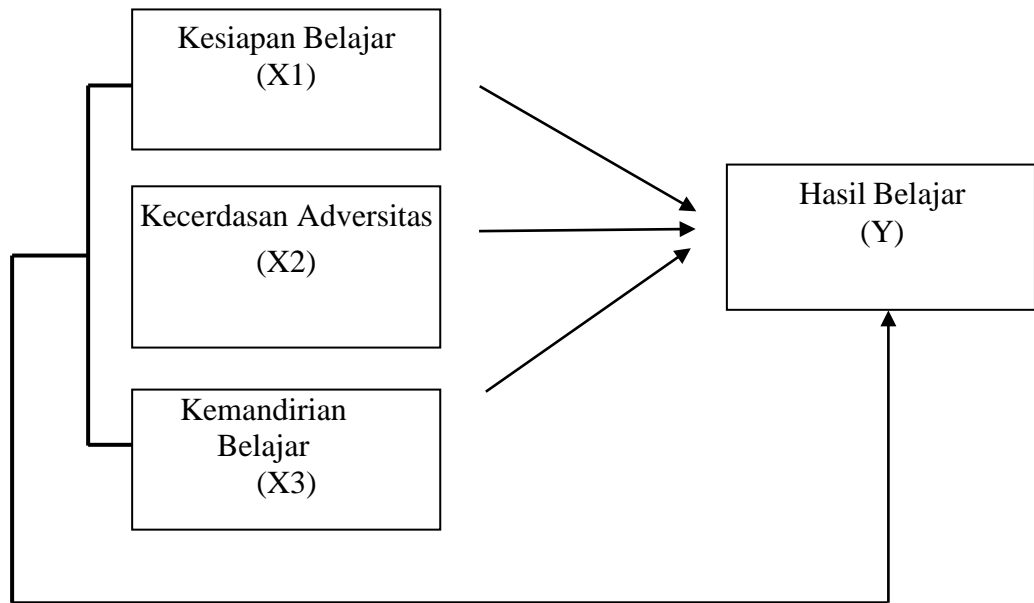 Kesiapan Belajar
(X1)
Kecerdasan Adversitas
(X2)
Kemandirian
Belajar
(X3)
Hasil Belajar
(Y)